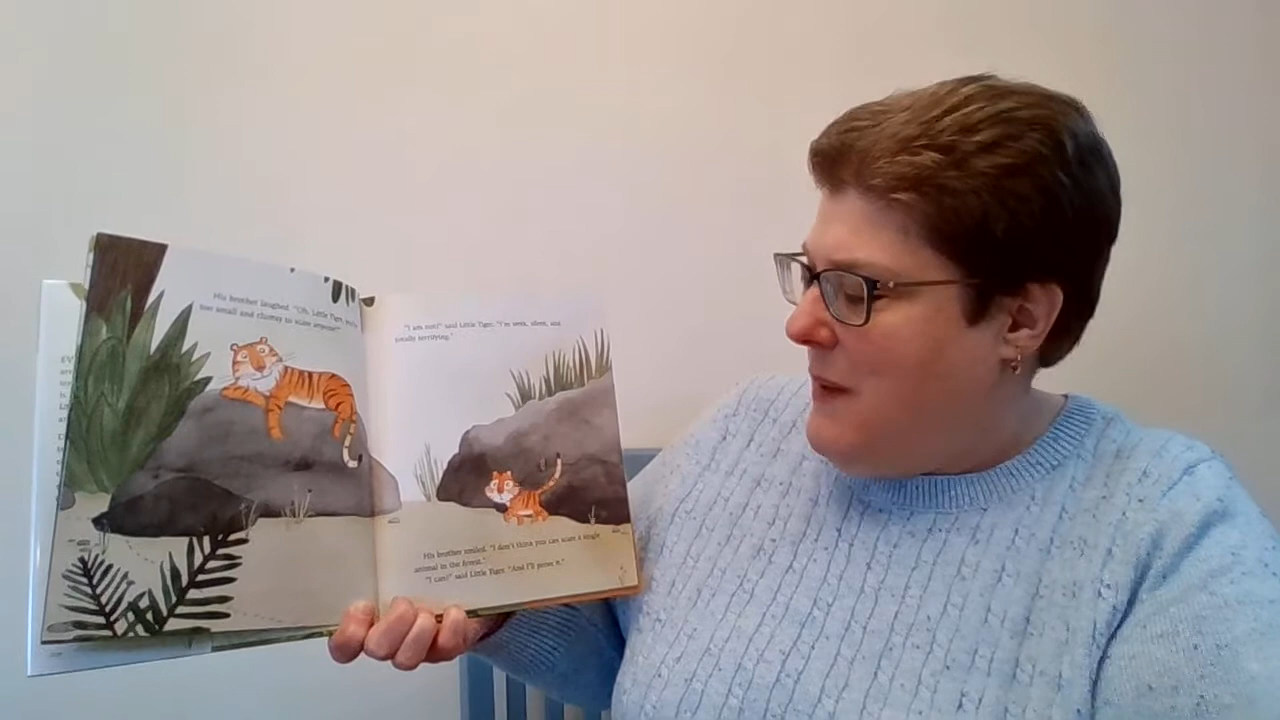 His brother laughed. "Oh, Little Tiger, you're
too small and clumsy to scare anyone!"
"I am not!" said Little Tiger. "I'm sleek, silent, and
totally terrifying."
His brother smiled. "I don't think you can scare a single
animal in the forest."
"I can!" said Little Tiger. "And I'll prove it."